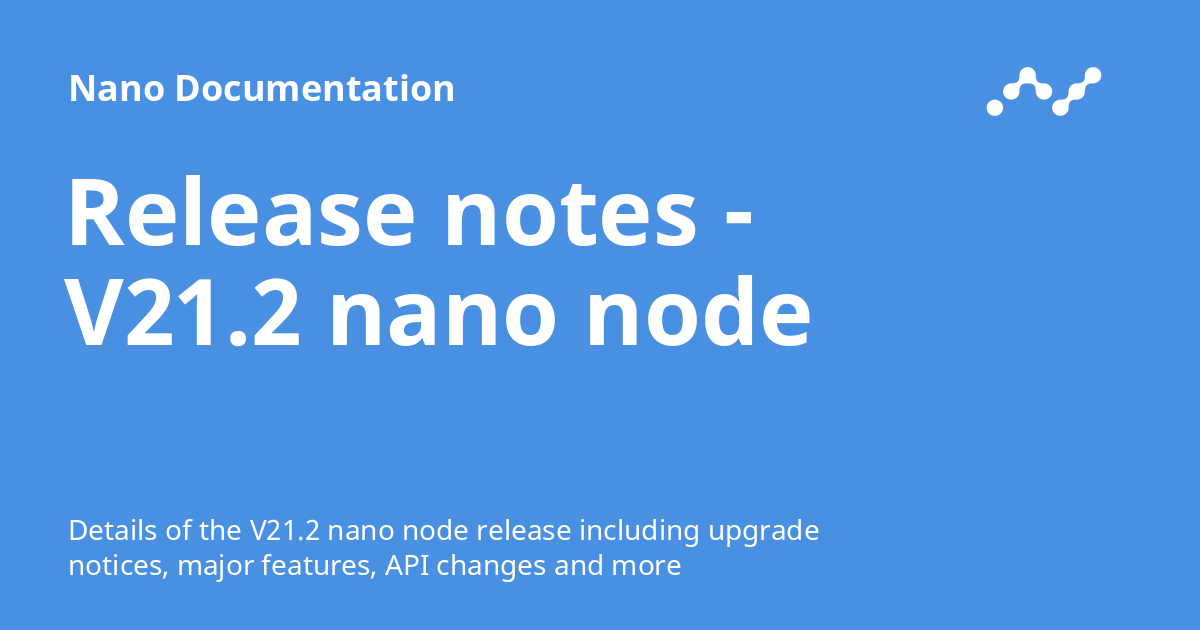 Nano Documentation
Release notes -
V21.2 nano node
Details of the V21.2 nano node release including upgrade
notices, major features, API changes and more